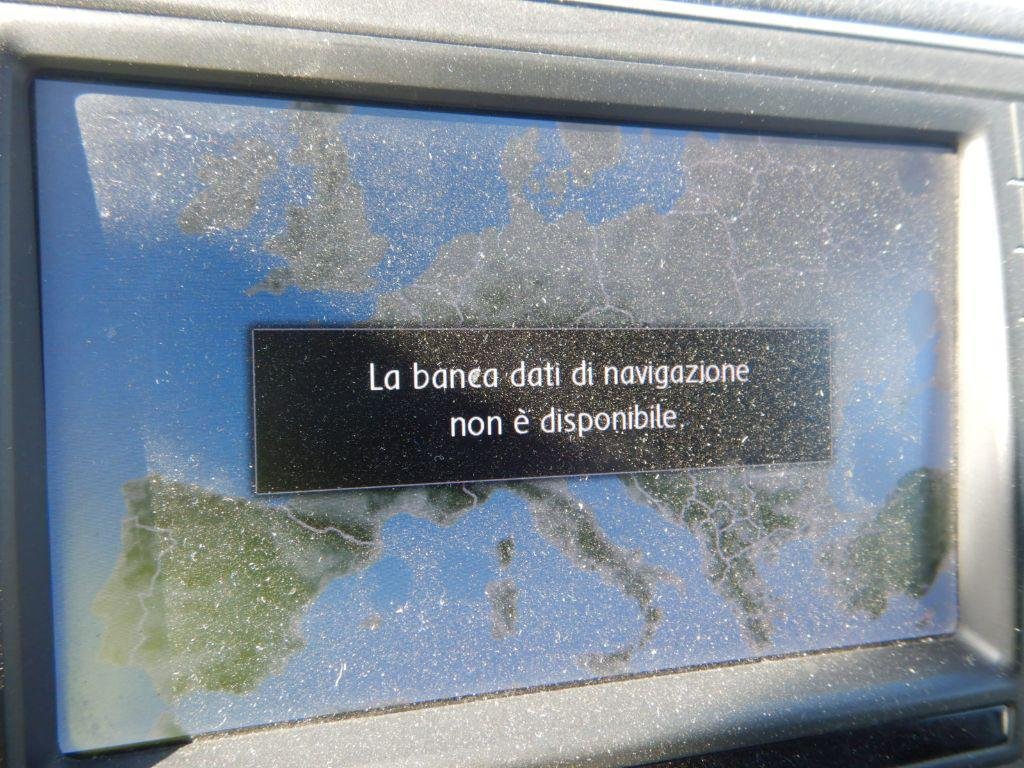 La banca dati di navigazione
non è disponibile.